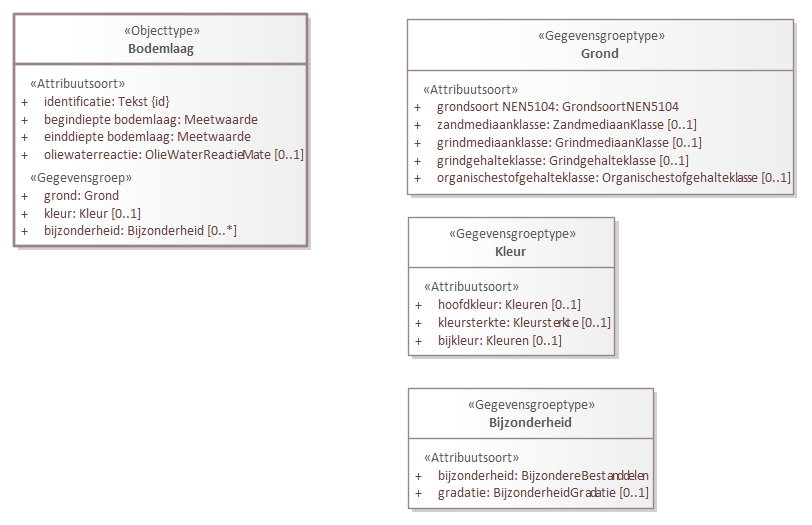 «Objecttype»
Bodemlaag
«Attribuutsoort»
+ identificatie: Tekst {id}
+ begindiepte bodemlaag: Meetwaarde
+ einddiepte bodemlaag: Meetwaarde
+ oliewaterreactie: OlieWaterReactieMate [0..1]
«Gegevensgroep»
+ grond: Grond
+ kleur: Kleur [0..1]
+ bijzonderheid: Bijzonderheid [0..*]
«Gegevensgroeptype»
Grond
«Attribuutsoort»
+ grondsoort NEN5104: GrondsoortNEN5104
+ zandmediaanklasse: ZandmediaanKlasse [0..1]
+ grindmediaanklasse: GrindmediaanKlasse [0..1]
+ grindgehalteklasse: Grindgehalteklasse [0..1]
+ organischestofgehalteklasse: Organischestofgehalteklasse [0..1]
«Gegevensgroeptype»
Kleur
«Attribuutsoort»
+ hoofdkleur: Kleuren [0..1]
+ kleursterkte: Kleursterkte [0..1]
+ bijkleur: Kleuren [0..1]
«Gegevensgroeptype»
Bijzonderheid
«Attribuutsoort»
+ bijzonderheid: BijzondereBestanddelen
+ gradatie: BijzonderheidGradatie [0..1]